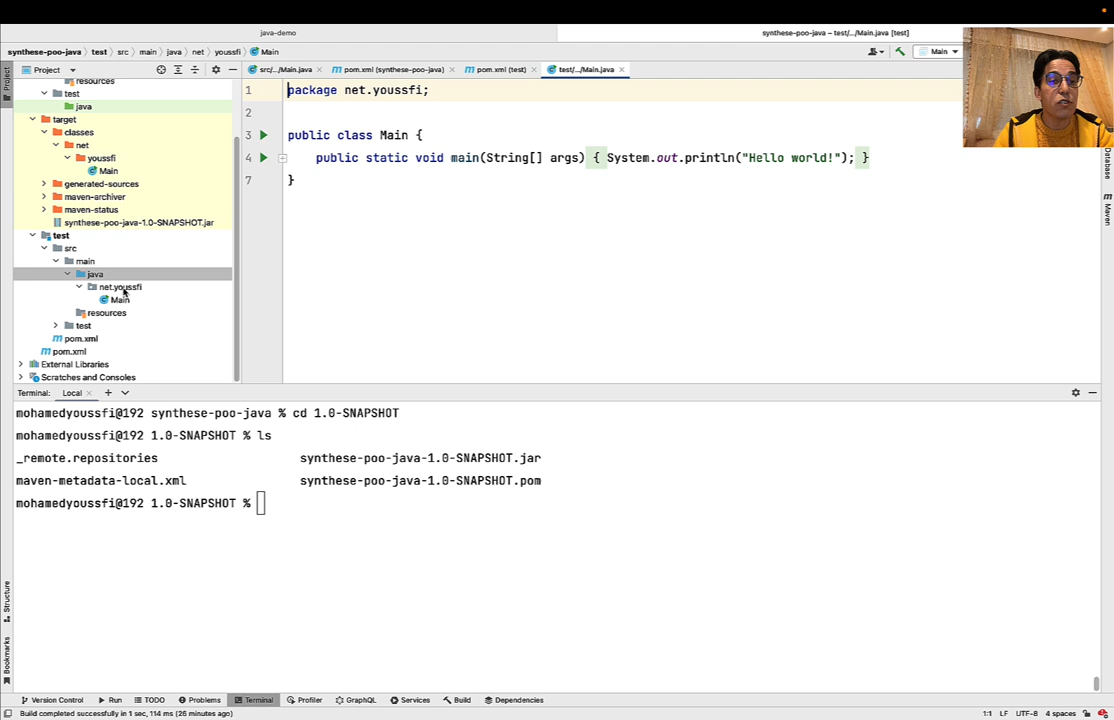 java-demo
synthese-poo-java – test/.../Main.java [test]
synthese-poo-java › test › src › main › java › net › youssfi › Main
Main
Project
src/.../Main.java
pom.xml (synthese-poo-java)
pom.xml (test)
test/.../Main.java
resources
test
java
target
classes
net
youssfi
Main
generated-sources
maven-archiver
maven-status
synthese-poo-java-1.0-SNAPSHOT.jar
test
src
main
java
net.youssfi
Main
resources
test
pom.xml
pom.xml
External Libraries
Scratches and Consoles
1 package net.youssfi;
2
3 public class Main {
4 public static void main(String[] args) { System.out.println("Hello world!"); }
7 }
Project
Structure
Bookmarks
Database
Maven
Terminal: Local
mohamedyoussfi@192 synthese-poo-java % cd 1.0-SNAPSHOT
mohamedyoussfi@192 1.0-SNAPSHOT % ls
_remote.repositories synthese-poo-java-1.0-SNAPSHOT.jar
maven-metadata-local.xml synthese-poo-java-1.0-SNAPSHOT.pom
mohamedyoussfi@192 1.0-SNAPSHOT %
Version Control Run TODO Problems Terminal Profiler GraphQL Services Build Dependencies
Build completed successfully in 1 sec, 114 ms (26 minutes ago)
1:1 LF UTF-8 4 spaces